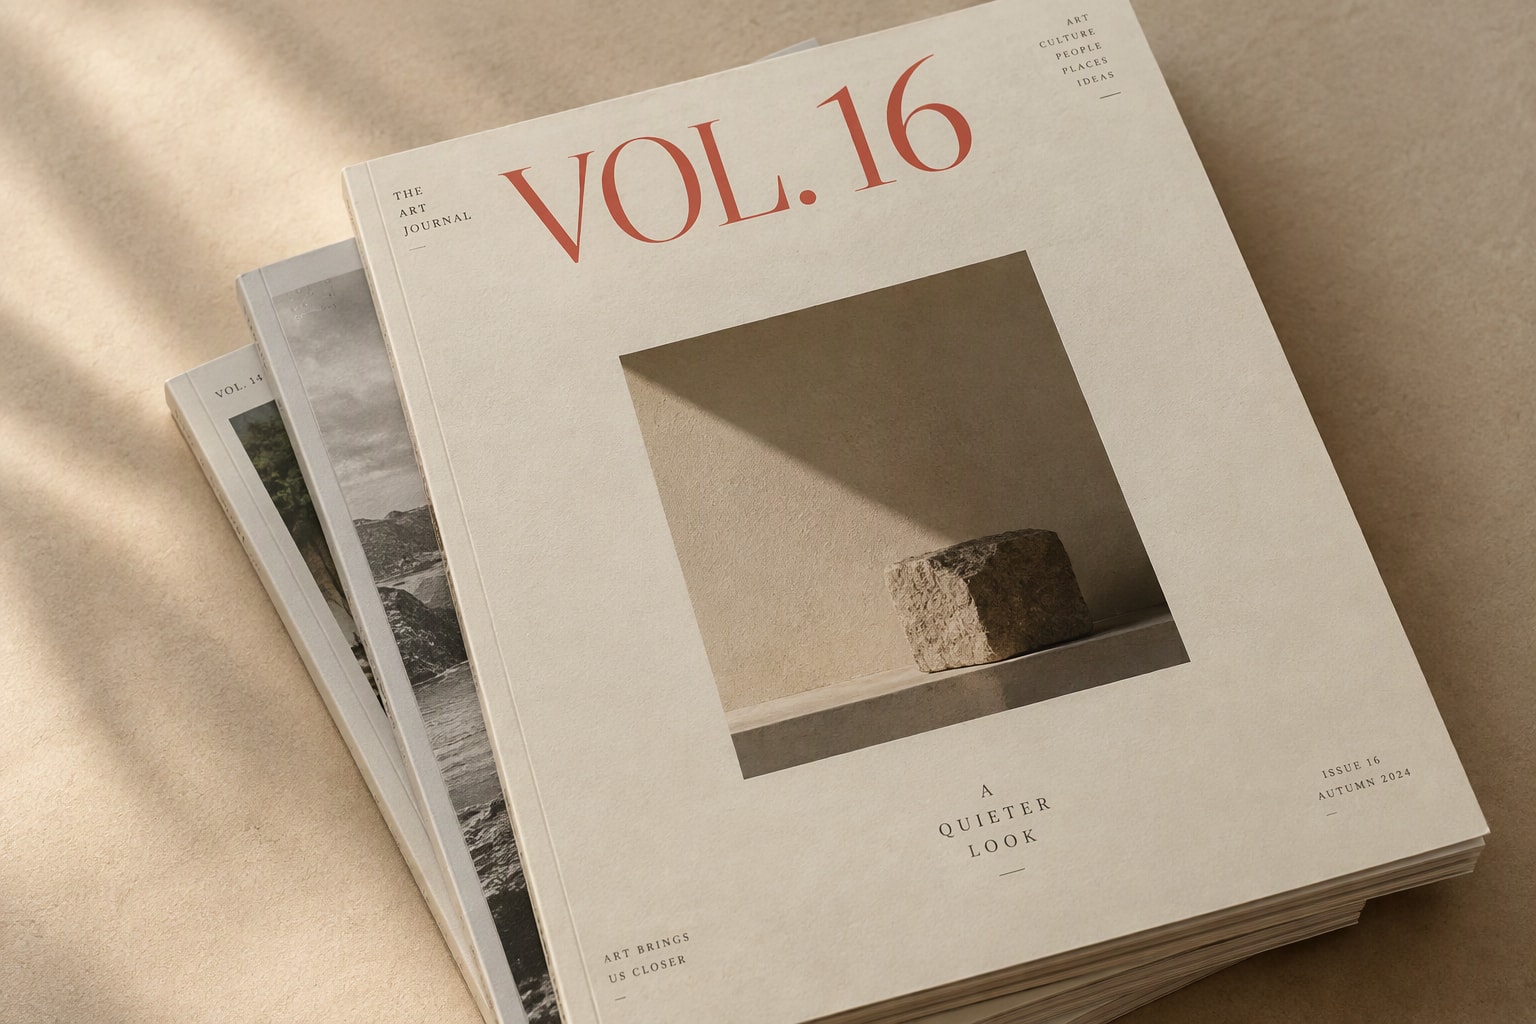 THE
ART
JOURNAL
VOL. 16
ART
CULTURE
PEOPLE
PLACES
IDEAS
VOL. 14
A
QUIETER
LOOK
ISSUE 16
AUTUMN 2024
ART BRINGS
US CLOSER